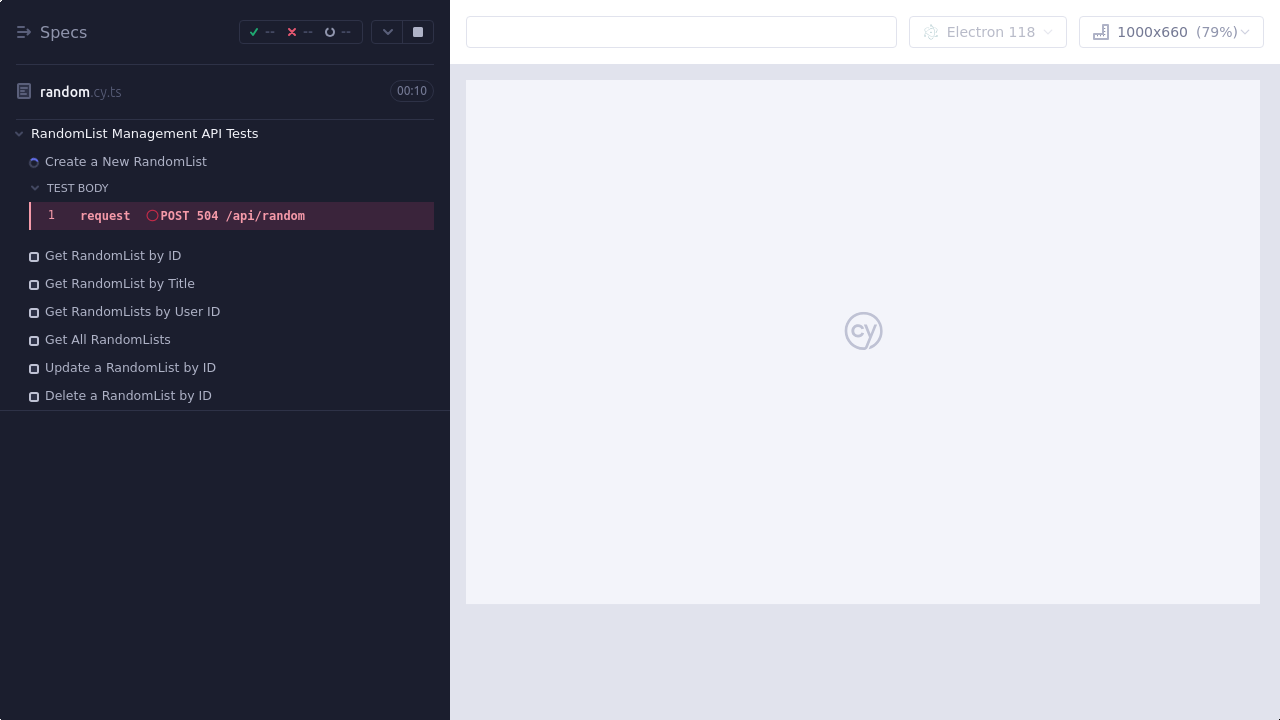 Specs -- -- --
random.cy.ts 00:10
RandomList Management API Tests
Create a New RandomList
TEST BODY
1 request POST 504 /api/random
Get RandomList by ID
Get RandomList by Title
Get RandomLists by User ID
Get All RandomLists
Update a RandomList by ID
Delete a RandomList by ID
Electron 118
1000x660 (79%)
cy